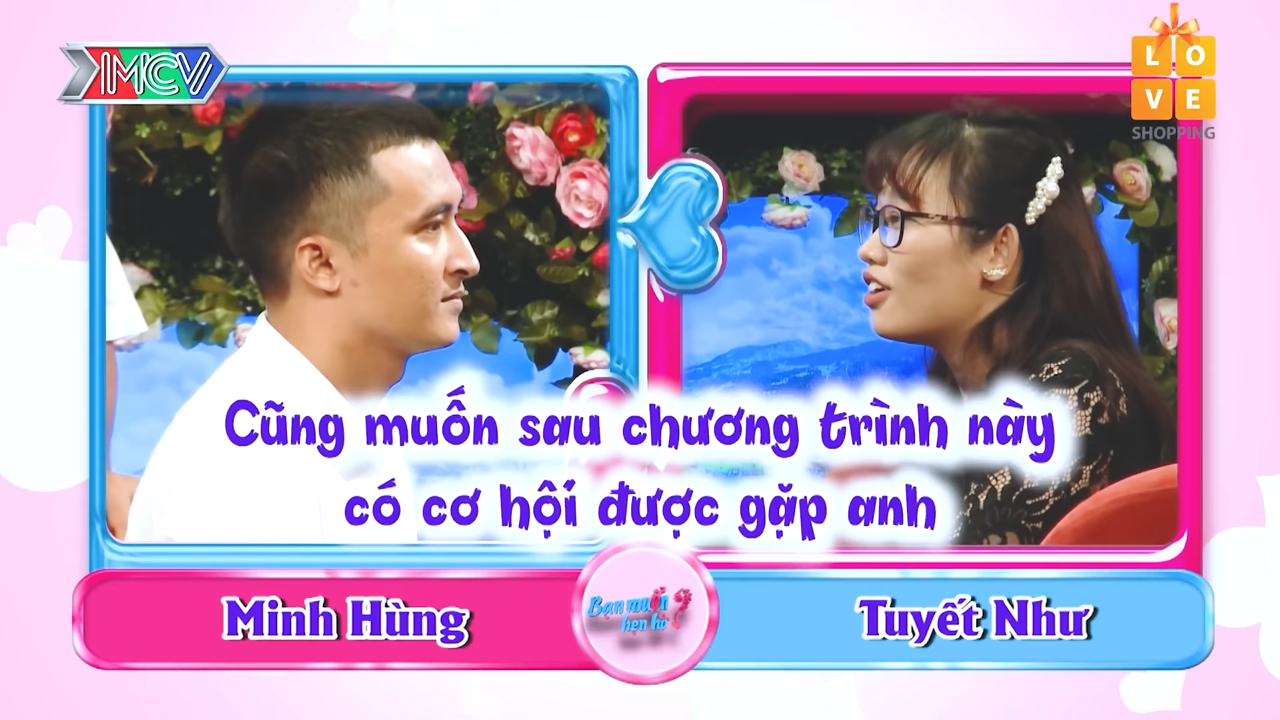 MCV
LOVE
SHOPPING
Cũng muốn sau chương trình này
có cơ hội được gặp anh
Minh Hùng
Bạn muốn
hẹn hò
Tuyết Như